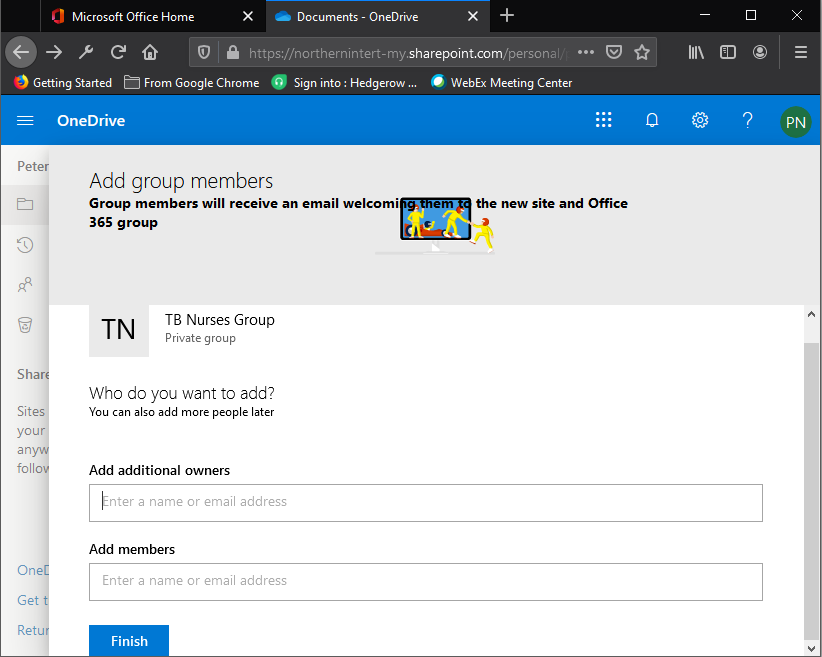 Microsoft Office Home
Documents - OneDrive
https://northernintert-my.sharepoint.com/personal/
Getting Started
From Google Chrome
Sign into : Hedgerow ...
WebEx Meeting Center
OneDrive
PN
Peter
Add group members
Group members will receive an email welcoming them to the new site and Office
365 group
TN
TB Nurses Group
Private group
Who do you want to add?
You can also add more people later
Share
Sites
your
anyw
follow
Add additional owners
Enter a name or email address
Add members
Enter a name or email address
OneD
Get t
Retur
Finish